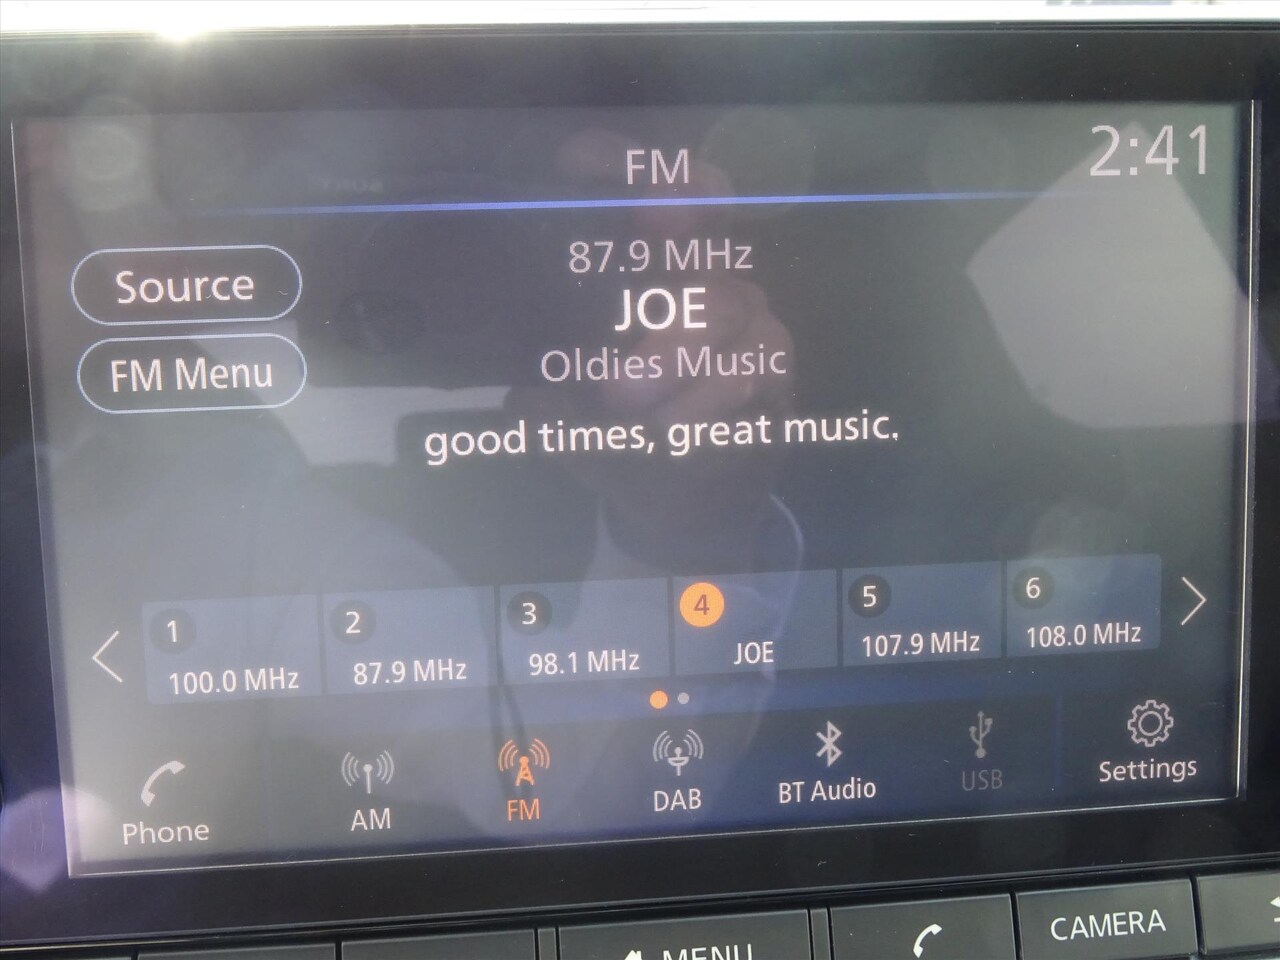 FM
2:41
87.9 MHz
Source
JOE
FM Menu
Oldies Music
good times, great music.
1
100.0 MHz
2
87.9 MHz
3
98.1 MHz
4
JOE
5
107.9 MHz
6
108.0 MHz
Phone
AM
FM
DAB
BT Audio
USB
Settings
MENU
CAMERA